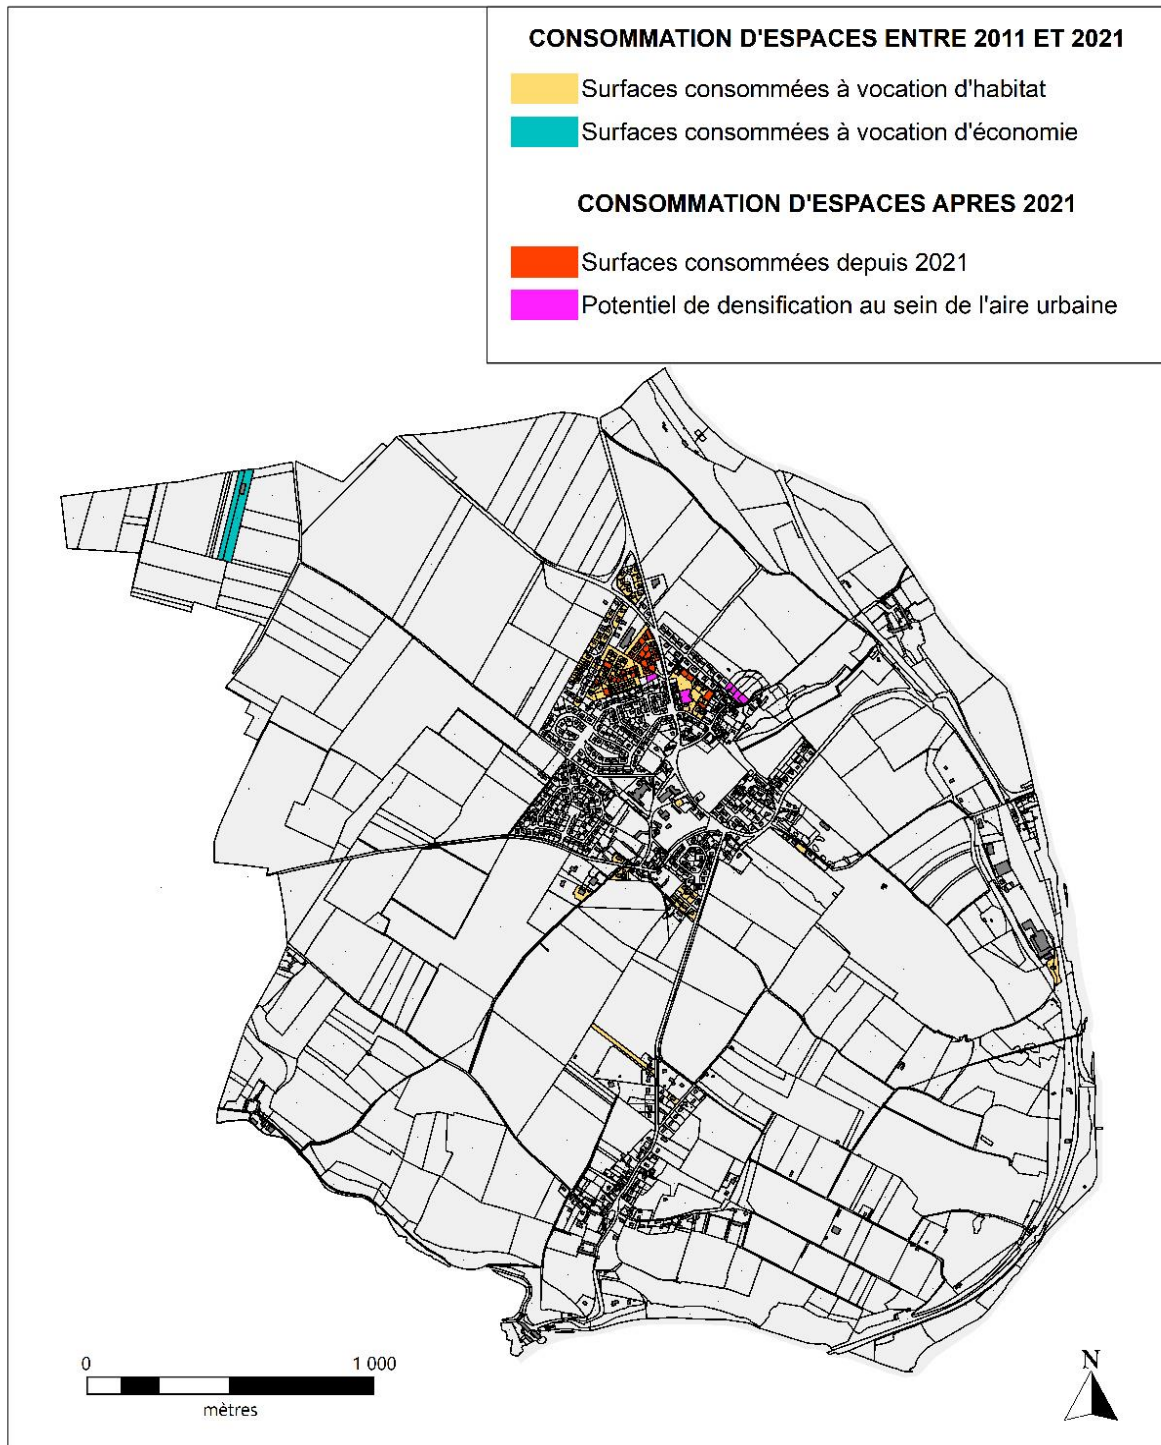 CONSOMMATION D'ESPACES ENTRE 2011 ET 2021
Surfaces consommées à vocation d'habitat
Surfaces consommées à vocation d'économie
CONSOMMATION D'ESPACES APRES 2021
Surfaces consommées depuis 2021
Potentiel de densification au sein de l'aire urbaine
0 1 000
mètres
N